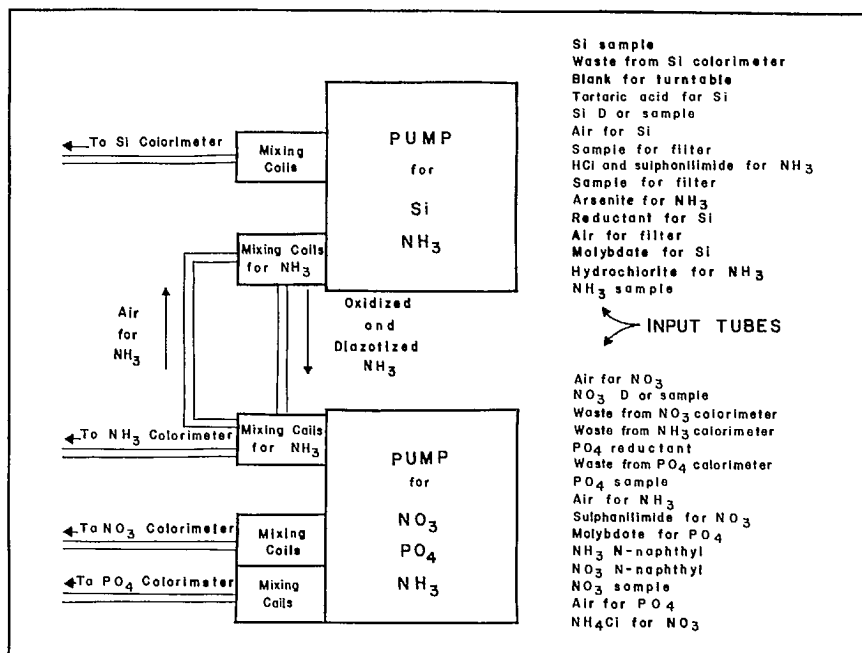 Si sample
Waste from Si colorimeter
Blank for turntable
Tartaric acid for Si
Si D or sample
Air for Si
Sample for filter
HCl and sulphonilimide for NH3
Sample for filter
Arsenite for NH3
Reductant for Si
Air for filter
Molybdate for Si
Hydrochlorite for NH3
NH3 sample
INPUT TUBES
Air for NO3
NO3 D or sample
Waste from NO3 colorimeter
Waste from NH3 colorimeter
PO4 reductant
Waste from PO4 calorimeter
PO4 sample
Air for NH3
Sulphanilimide for NO3
Molybdate for PO4
NH3 N-naphthyl
NO3 N-naphthyl
NO3 sample
Air for PO4
NH4Cl for NO3
To Si Colorimeter
Mixing
Coils
PUMP
for
Si
NH3
Mixing Coils
for NH3
Air
for
NH3
Oxidized
and
Diazotized
NH3
To NH3 Colorimeter
Mixing Coils
for NH3
PUMP
for
NO3
PO4
NH3
To NO3 Colorimeter
Mixing
Coils
To PO4 Colorimeter
Mixing
Coils